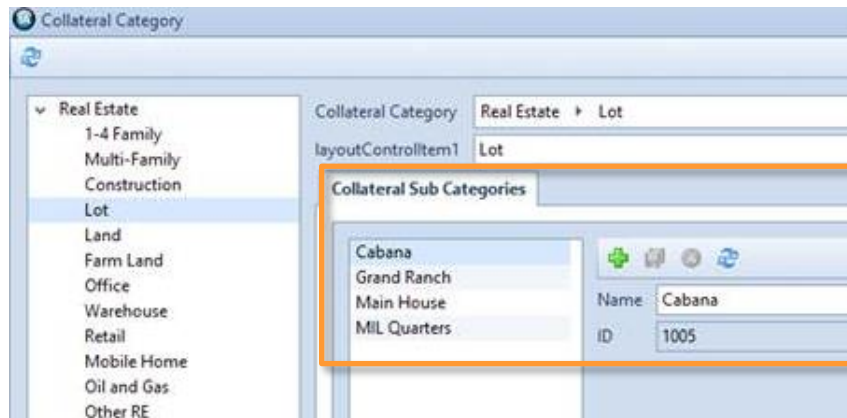 Collateral Category
Real Estate
1-4 Family
Multi-Family
Construction
Lot
Land
Farm Land
Office
Warehouse
Retail
Mobile Home
Oil and Gas
Other RE
Collateral Category Real Estate Lot
layoutControlItem1 Lot
Collateral Sub Categories
Cabana
Grand Ranch
Main House
MIL Quarters
Name Cabana
ID 1005